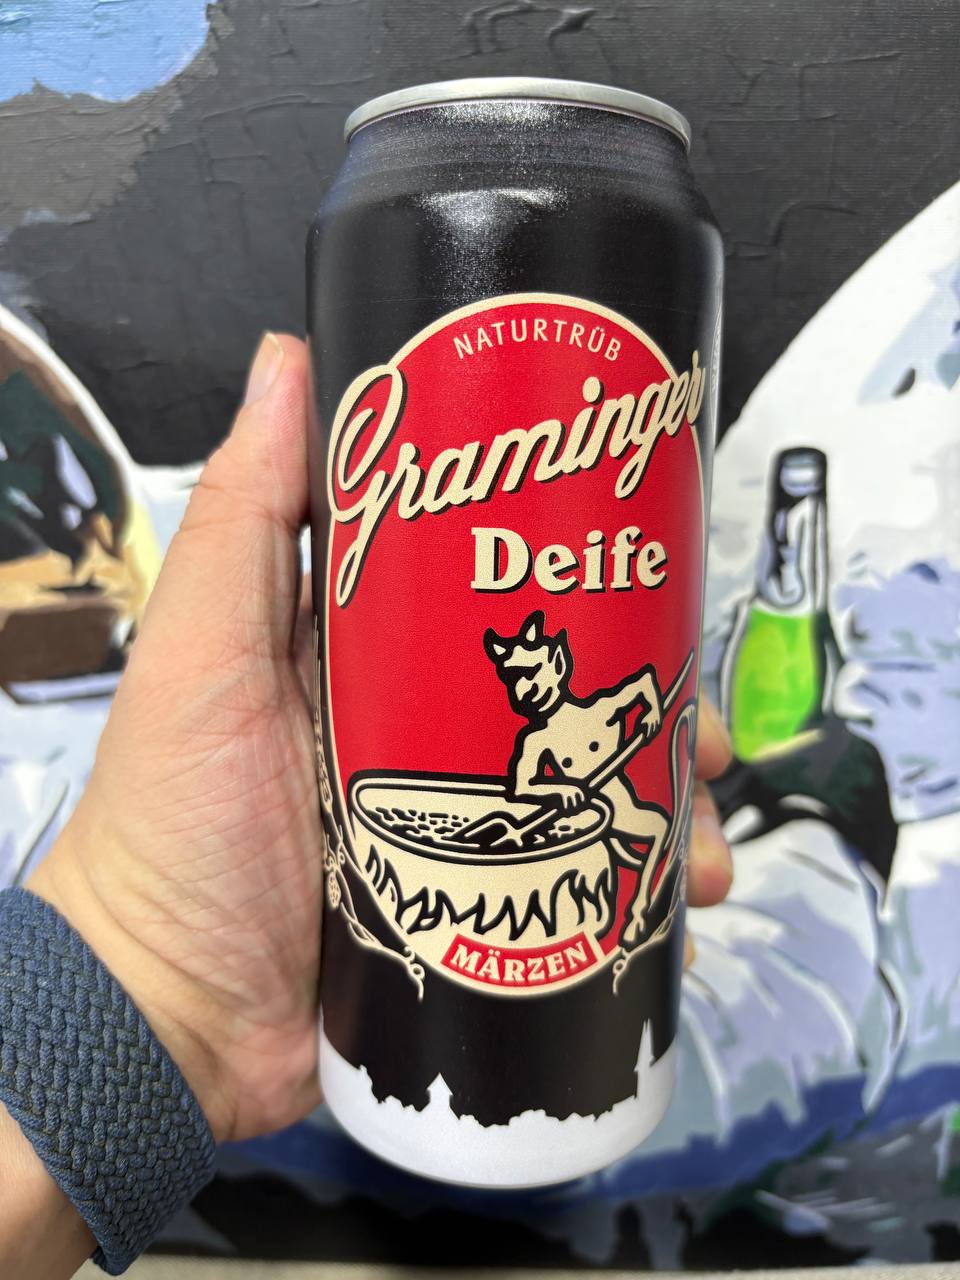 NATURTRÜB
Graminger
Deife
MÄRZEN